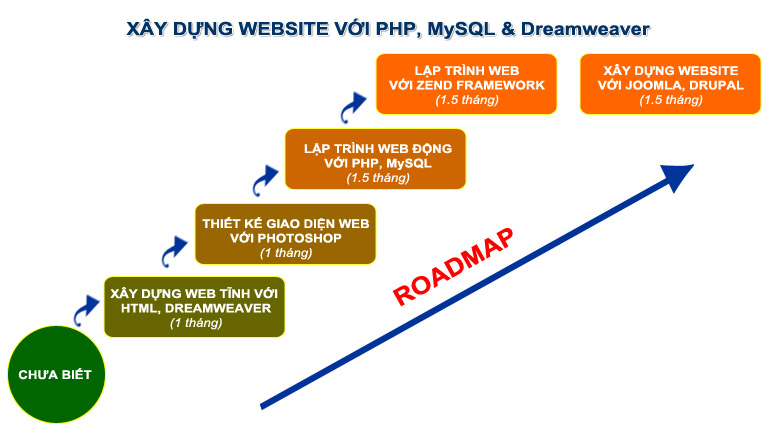 XÂY DỰNG WEBSITE VỚI PHP, MySQL & Dreamweaver
LẬP TRÌNH WEB
VỚI ZEND FRAMEWORK
(1.5 tháng)
XÂY DỰNG WEBSITE
VỚI JOOMLA, DRUPAL
(1.5 tháng)
LẬP TRÌNH WEB ĐỘNG
VỚI PHP, MySQL
(1.5 tháng)
THIẾT KẾ GIAO DIỆN WEB
VỚI PHOTOSHOP
(1 tháng)
ROADMAP
XÂY DỰNG WEB TĨNH VỚI
HTML, DREAMWEAVER
(1 tháng)
CHƯA BIẾT